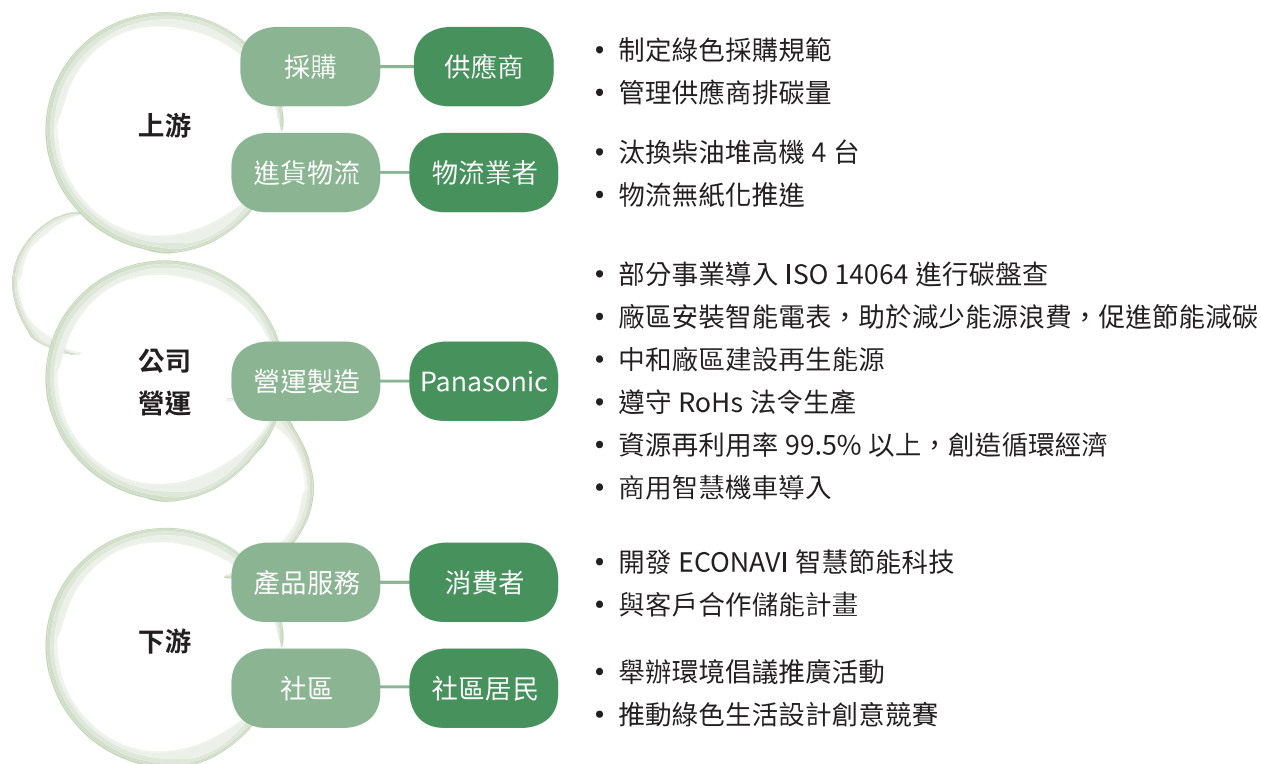 上游
採購
供應商
• 制定綠色採購規範
• 管理供應商排碳量
進貨物流
物流業者
• 汰換柴油堆高機 4 台
• 物流無紙化推進
公司
營運
營運製造
Panasonic
• 部分事業導入 ISO 14064 進行碳盤查
• 廠區安裝智能電表，助於減少能源浪費，促進節能減碳
• 中和廠區建設再生能源
• 遵守 RoHs 法令生產
• 資源再利用率 99.5% 以上，創造循環經濟
• 商用智慧機車導入
下游
產品服務
消費者
• 開發 ECONAVI 智慧節能科技
• 與客戶合作儲能計畫
社區
社區居民
• 舉辦環境倡議推廣活動
• 推動綠色生活設計創意競賽